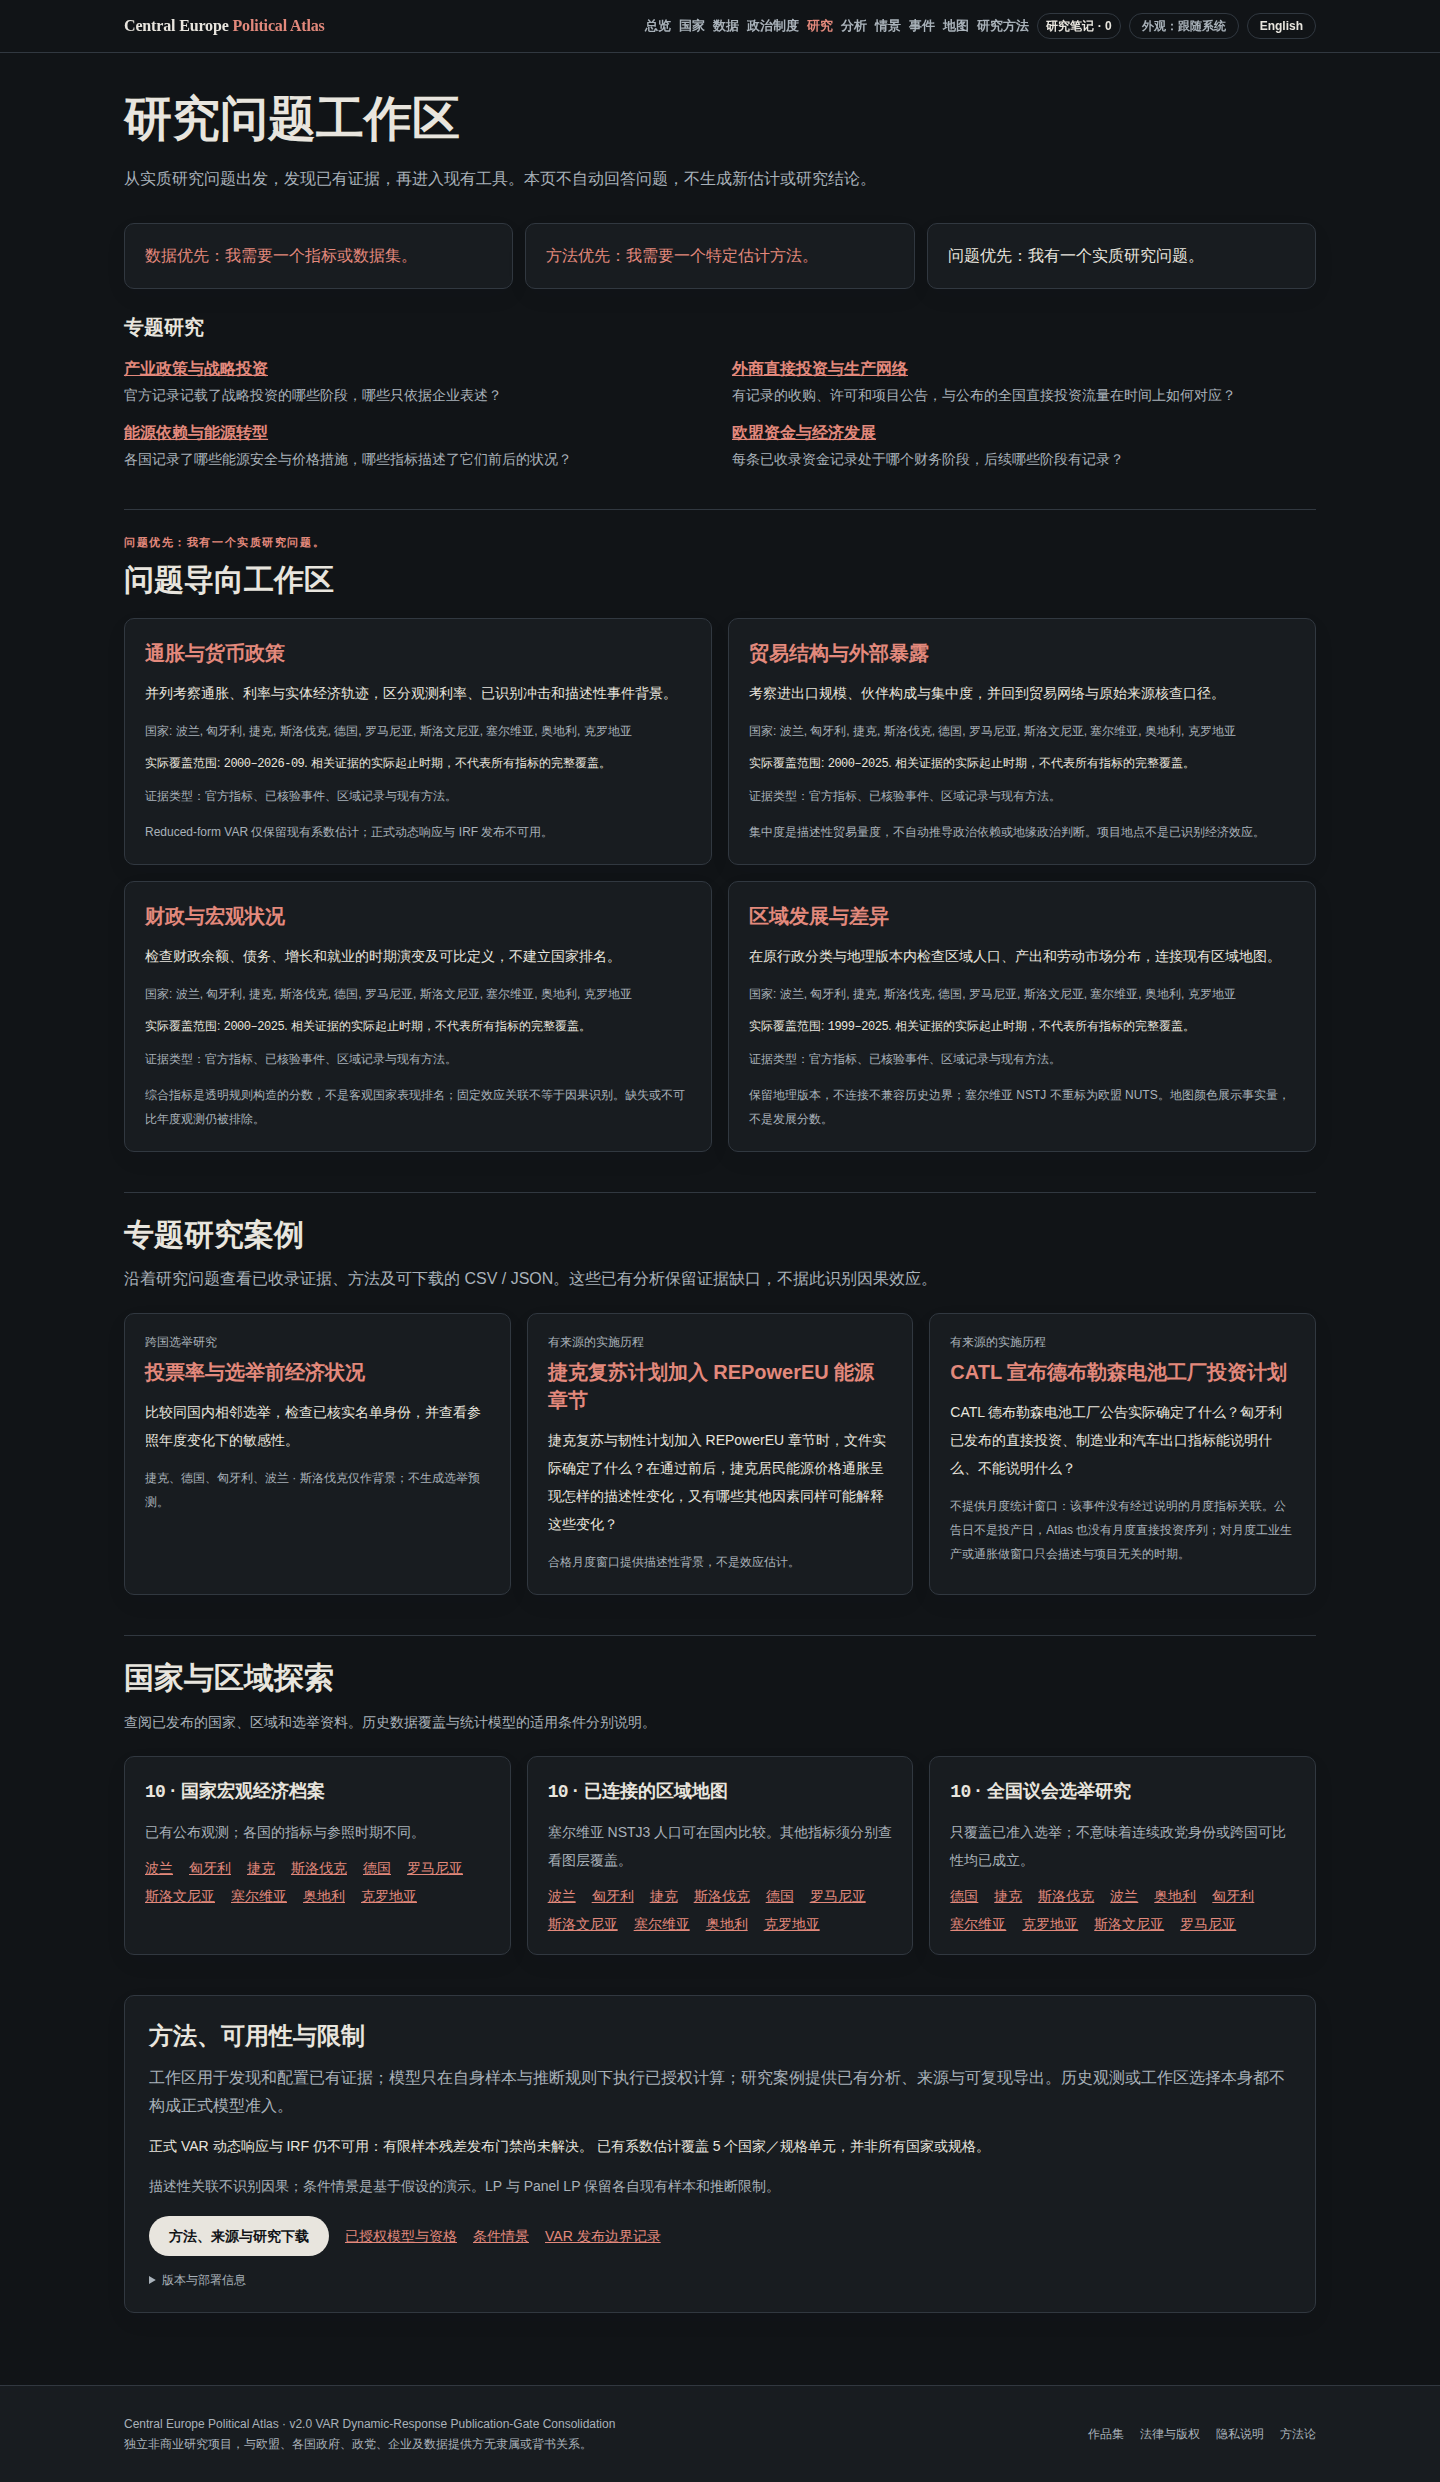 Central Europe Political Atlas
总览 国家 数据 政治制度 研究 分析 情景 事件 地图 研究方法 研究笔记 · 0 外观：跟随系统 English
研究问题工作区
从实质研究问题出发，发现已有证据，再进入现有工具。本页不自动回答问题，不生成新估计或研究结论。
数据优先：我需要一个指标或数据集。
方法优先：我需要一个特定估计方法。
问题优先：我有一个实质研究问题。
专题研究
产业政策与战略投资
官方记录记载了战略投资的哪些阶段，哪些只依据企业表述？
外商直接投资与生产网络
有记录的收购、许可和项目公告，与公布的全国直接投资流量在时间上如何对应？
能源依赖与能源转型
各国记录了哪些能源安全与价格措施，哪些指标描述了它们前后的状况？
欧盟资金与经济发展
每条已收录资金记录处于哪个财务阶段，后续哪些阶段有记录？
问题优先：我有一个实质研究问题。
问题导向工作区
通胀与货币政策
并列考察通胀、利率与实体经济轨迹，区分观测利率、已识别冲击和描述性事件背景。
国家: 波兰, 匈牙利, 捷克, 斯洛伐克, 德国, 罗马尼亚, 斯洛文尼亚, 塞尔维亚, 奥地利, 克罗地亚
实际覆盖范围: 2000–2026-09. 相关证据的实际起止时期，不代表所有指标的完整覆盖。
证据类型：官方指标、已核验事件、区域记录与现有方法。
Reduced-form VAR 仅保留现有系数估计；正式动态响应与 IRF 发布不可用。
贸易结构与外部暴露
考察进出口规模、伙伴构成与集中度，并回到贸易网络与原始来源核查口径。
国家: 波兰, 匈牙利, 捷克, 斯洛伐克, 德国, 罗马尼亚, 斯洛文尼亚, 塞尔维亚, 奥地利, 克罗地亚
实际覆盖范围: 2000–2025. 相关证据的实际起止时期，不代表所有指标的完整覆盖。
证据类型：官方指标、已核验事件、区域记录与现有方法。
集中度是描述性贸易量度，不自动推导政治依赖或地缘政治判断。项目地点不是已识别经济效应。
财政与宏观状况
检查财政余额、债务、增长和就业的时期演变及可比定义，不建立国家排名。
国家: 波兰, 匈牙利, 捷克, 斯洛伐克, 德国, 罗马尼亚, 斯洛文尼亚, 塞尔维亚, 奥地利, 克罗地亚
实际覆盖范围: 2000–2025. 相关证据的实际起止时期，不代表所有指标的完整覆盖。
证据类型：官方指标、已核验事件、区域记录与现有方法。
综合指标是透明规则构造的分数，不是客观国家表现排名；固定效应关联不等于因果识别。缺失或不可
比年度观测仍被排除。
区域发展与差异
在原行政分类与地理版本内检查区域人口、产出和劳动市场分布，连接现有区域地图。
国家: 波兰, 匈牙利, 捷克, 斯洛伐克, 德国, 罗马尼亚, 斯洛文尼亚, 塞尔维亚, 奥地利, 克罗地亚
实际覆盖范围: 1999–2025. 相关证据的实际起止时期，不代表所有指标的完整覆盖。
证据类型：官方指标、已核验事件、区域记录与现有方法。
保留地理版本，不连接不兼容历史边界；塞尔维亚 NSTJ 不重标为欧盟 NUTS。地图颜色展示事实量，
不是发展分数。
专题研究案例
沿着研究问题查看已收录证据、方法及可下载的 CSV / JSON。这些已有分析保留证据缺口，不据此识别因果效应。
跨国选举研究
投票率与选举前经济状况
比较同国内相邻选举，检查已核实名单身份，并查看参
照年度变化下的敏感性。
捷克、德国、匈牙利、波兰 · 斯洛伐克仅作背景；不生成选举预
测。
有来源的实施历程
捷克复苏计划加入 REPowerEU 能源
章节
捷克复苏与韧性计划加入 REPowerEU 章节时，文件实
际确定了什么？在通过前后，捷克居民能源价格通胀呈
现怎样的描述性变化，又有哪些其他因素同样可能解释
这些变化？
合格月度窗口提供描述性背景，不是效应估计。
有来源的实施历程
CATL 宣布德布勒森电池工厂投资计划
CATL 德布勒森电池工厂公告实际确定了什么？匈牙利
已发布的直接投资、制造业和汽车出口指标能说明什
么、不能说明什么？
不提供月度统计窗口：该事件没有经过说明的月度指标关联。公
告日不是投产日，Atlas 也没有月度直接投资序列；对月度工业生
产或通胀做窗口只会描述与项目无关的时期。
国家与区域探索
查阅已发布的国家、区域和选举资料。历史数据覆盖与统计模型的适用条件分别说明。
10 · 国家宏观经济档案
已有公布观测；各国的指标与参照时期不同。
波兰 匈牙利 捷克 斯洛伐克 德国 罗马尼亚
斯洛文尼亚 塞尔维亚 奥地利 克罗地亚
10 · 已连接的区域地图
塞尔维亚 NSTJ3 人口可在国内比较。其他指标须分别查
看图层覆盖。
波兰 匈牙利 捷克 斯洛伐克 德国 罗马尼亚
斯洛文尼亚 塞尔维亚 奥地利 克罗地亚
10 · 全国议会选举研究
只覆盖已准入选举；不意味着连续政党身份或跨国可比
性均已成立。
德国 捷克 斯洛伐克 波兰 奥地利 匈牙利
塞尔维亚 克罗地亚 斯洛文尼亚 罗马尼亚
方法、可用性与限制
工作区用于发现和配置已有证据；模型只在自身样本与推断规则下执行已授权计算；研究案例提供已有分析、来源与可复现导出。历史观测或工作区选择本身都不
构成正式模型准入。
正式 VAR 动态响应与 IRF 仍不可用：有限样本残差发布门禁尚未解决。 已有系数估计覆盖 5 个国家／规格单元，并非所有国家或规格。
描述性关联不识别因果；条件情景是基于假设的演示。LP 与 Panel LP 保留各自现有样本和推断限制。
方法、来源与研究下载 已授权模型与资格 条件情景 VAR 发布边界记录
▶ 版本与部署信息
Central Europe Political Atlas · v2.0 VAR Dynamic-Response Publication-Gate Consolidation
独立非商业研究项目，与欧盟、各国政府、政党、企业及数据提供方无隶属或背书关系。
作品集 法律与版权 隐私说明 方法论